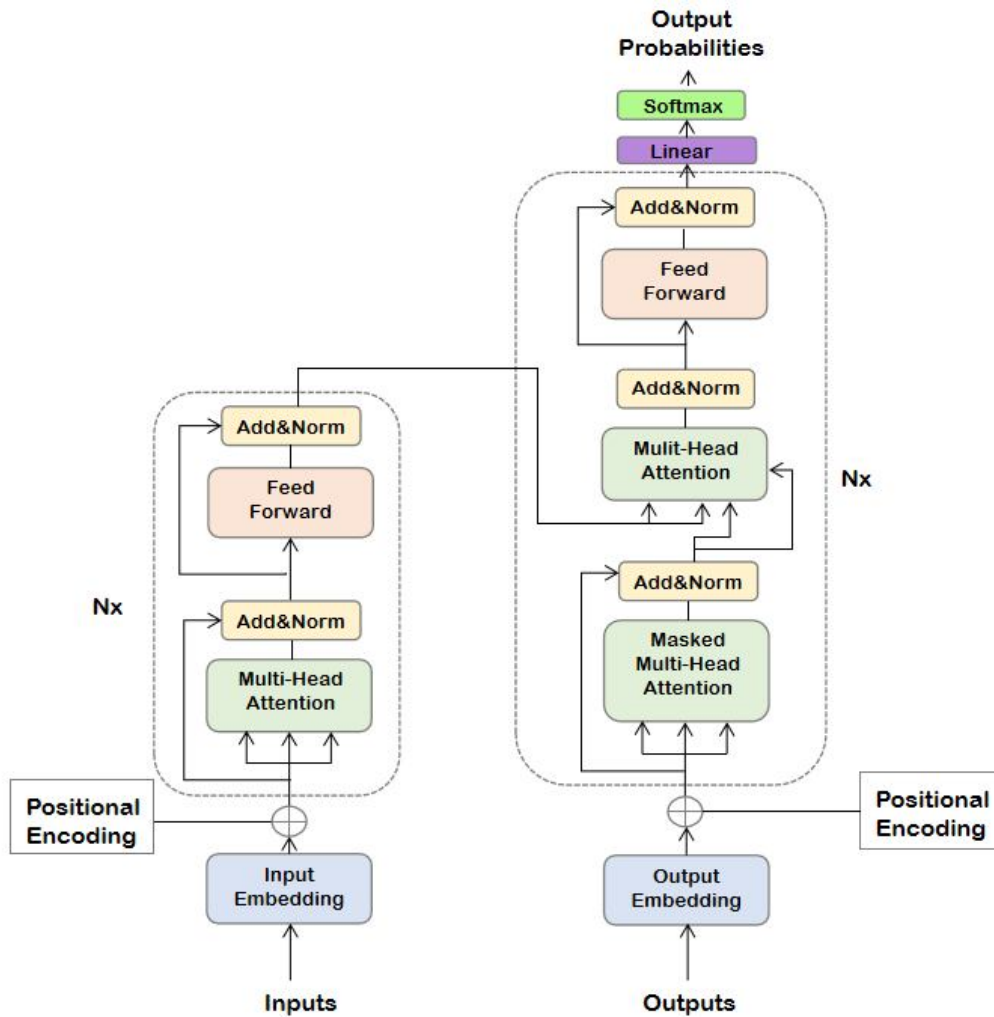 Output
Probabilities
Softmax
Linear
Add&Norm
Feed
Forward
Add&Norm
Mulit-Head
Attention
Nx
Add&Norm
Masked
Multi-Head
Attention
Positional
Encoding
Output
Embedding
Outputs
Add&Norm
Feed
Forward
Nx
Add&Norm
Multi-Head
Attention
Positional
Encoding
Input
Embedding
Inputs